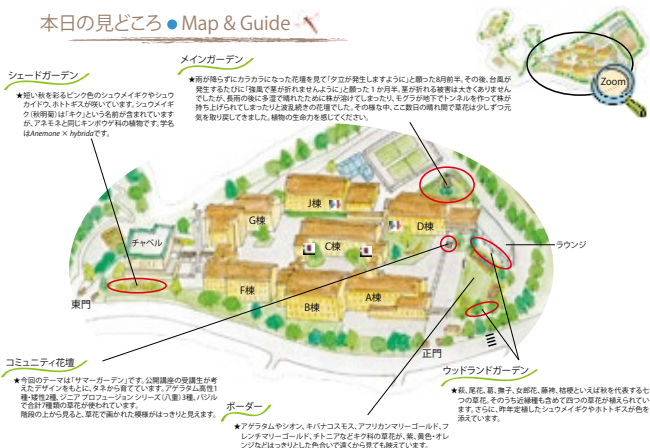 本日の見どころ ● Map & Guide
メインガーデン
★雨が降らずにカラカラになった花壇を見て「夕立が発生しますように」と願った8月前半、その後、台風が
発生するたびに「強風で茎が折れませんように」と願った1か月半。茎が折れる被害は大きくありません
でしたが、長雨の後に多湿で晴れたために株が溶けてしまったり、モグラが地下でトンネルを作って株が
持ち上げられてしまったりと波乱続きの花壇でした。その様な中、ここ数日の晴れ間で草花は少しずつ元
気を取り戻してきました。植物の生命力を感じてください。
Zoom
シェードガーデン
★短い秋を彩るピンク色のシュウメイギクやシュウ
カイドウ、ホトトギスが咲いています。シュウメイギ
ク（秋明菊）は「キク」という名前が含まれています
が、アネモネと同じキンポウゲ科の植物です。学名
はAnemone × hybridaです。
J棟
G棟
D棟
C棟
チャペル
ラウンジ
F棟
A棟
B棟
東門
正門
コミュニティ花壇
★今回のテーマは「サマーガーデン」です。公開講座の受講生が考
えたデザインをもとに、タネから育てています。アゲラタム高性1
種・矮性2種、ジニア プロフュージョン シリーズ（八重）3種、バジル
で合計7種類の草花が使われています。
階段の上から見ると、草花で画かれた模様がはっきりと見えます。
ボーダー
★アゲラタムやシオン、キバナコスモス、アフリカンマリーゴールド、フ
レンチマリーゴールド、チトニアなどキク科の草花が、紫、黄色・オレ
ンジなどはっきりとした色合いで遠くから見ても映えています。
ウッドランドガーデン
★萩、尾花、葛、撫子、女郎花、藤袴、桔梗といえば秋を代表する七
つの草花。そのうち近縁種も含めて四つの草花が植えられてい
ます。さらに、昨年定植したシュウメイギクやホトトギスが色を
添えています。